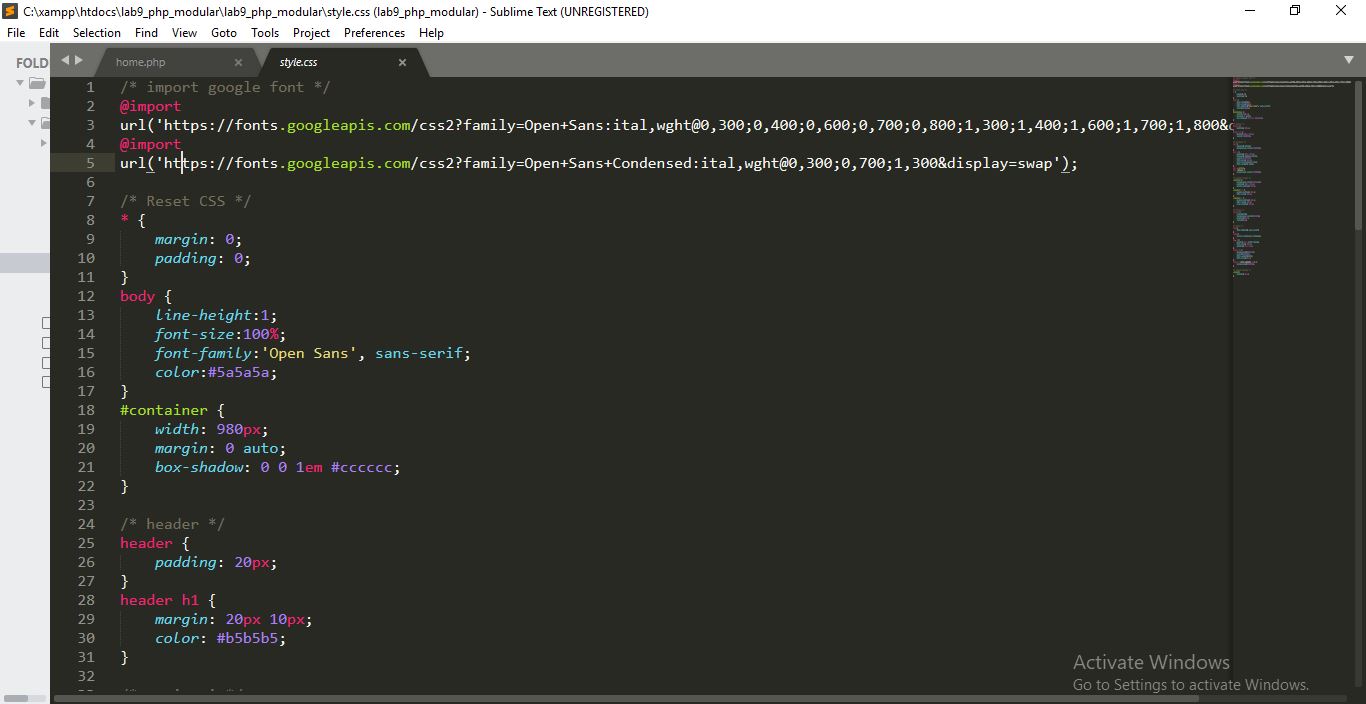 C:\xampp\htdocs\lab9_php_modular\lab9_php_modular\style.css (lab9_php_modular) - Sublime Text (UNREGISTERED)
File Edit Selection Find View Goto Tools Project Preferences Help
FOLD
home.php
style.css
1 /* import google font */
2 @import
3 url('https://fonts.googleapis.com/css2?family=Open+Sans:ital,wght@0,300;0,400;0,600;0,700;0,800;1,300;1,400;1,600;1,700;1,800&
4 @import
5 url('https://fonts.googleapis.com/css2?family=Open+Sans+Condensed:ital,wght@0,300;0,700;1,300&display=swap');
6
7 /* Reset CSS */
8 * {
9 margin: 0;
10 padding: 0;
11 }
12 body {
13 line-height:1;
14 font-size:100%;
15 font-family:'Open Sans', sans-serif;
16 color:#5a5a5a;
17 }
18 #container {
19 width: 980px;
20 margin: 0 auto;
21 box-shadow: 0 0 1em #cccccc;
22 }
23
24 /* header */
25 header {
26 padding: 20px;
27 }
28 header h1 {
29 margin: 20px 10px;
30 color: #b5b5b5;
31 }
32
Activate Windows
Go to Settings to activate Windows.